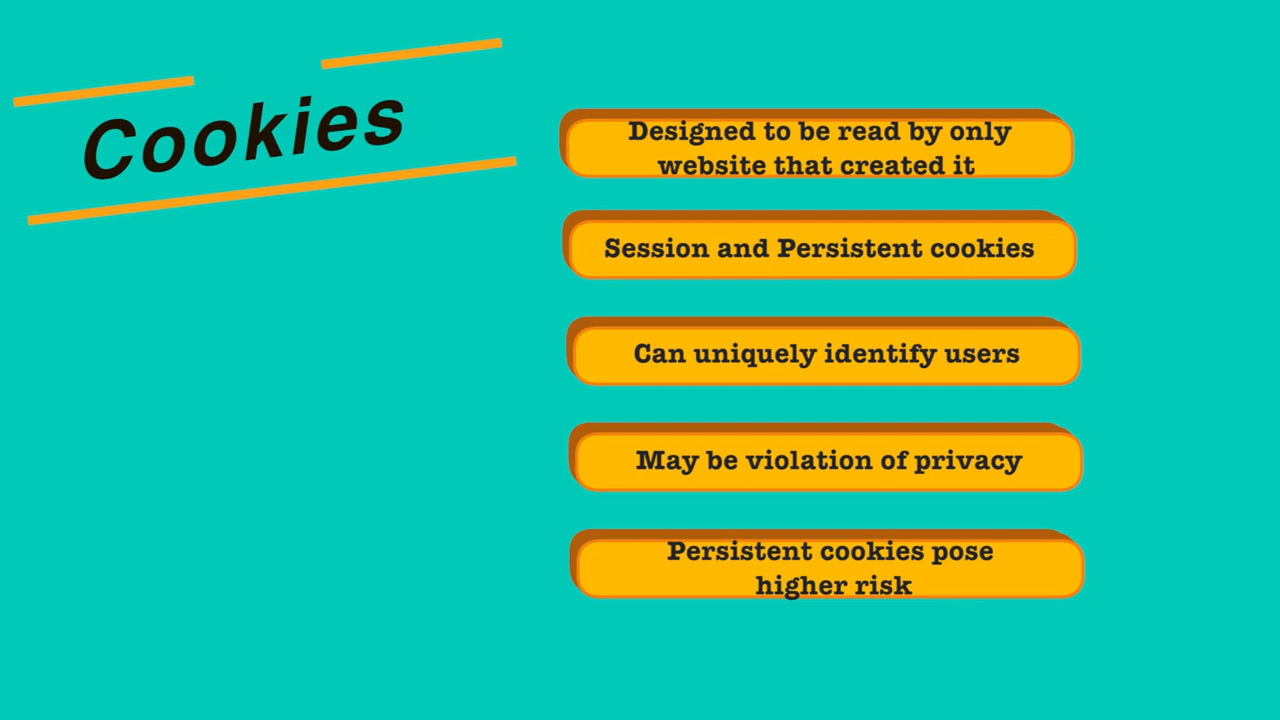 Cookies
Designed to be read by only
website that created it
Session and Persistent cookies
Can uniquely identify users
May be violation of privacy
Persistent cookies pose
higher risk